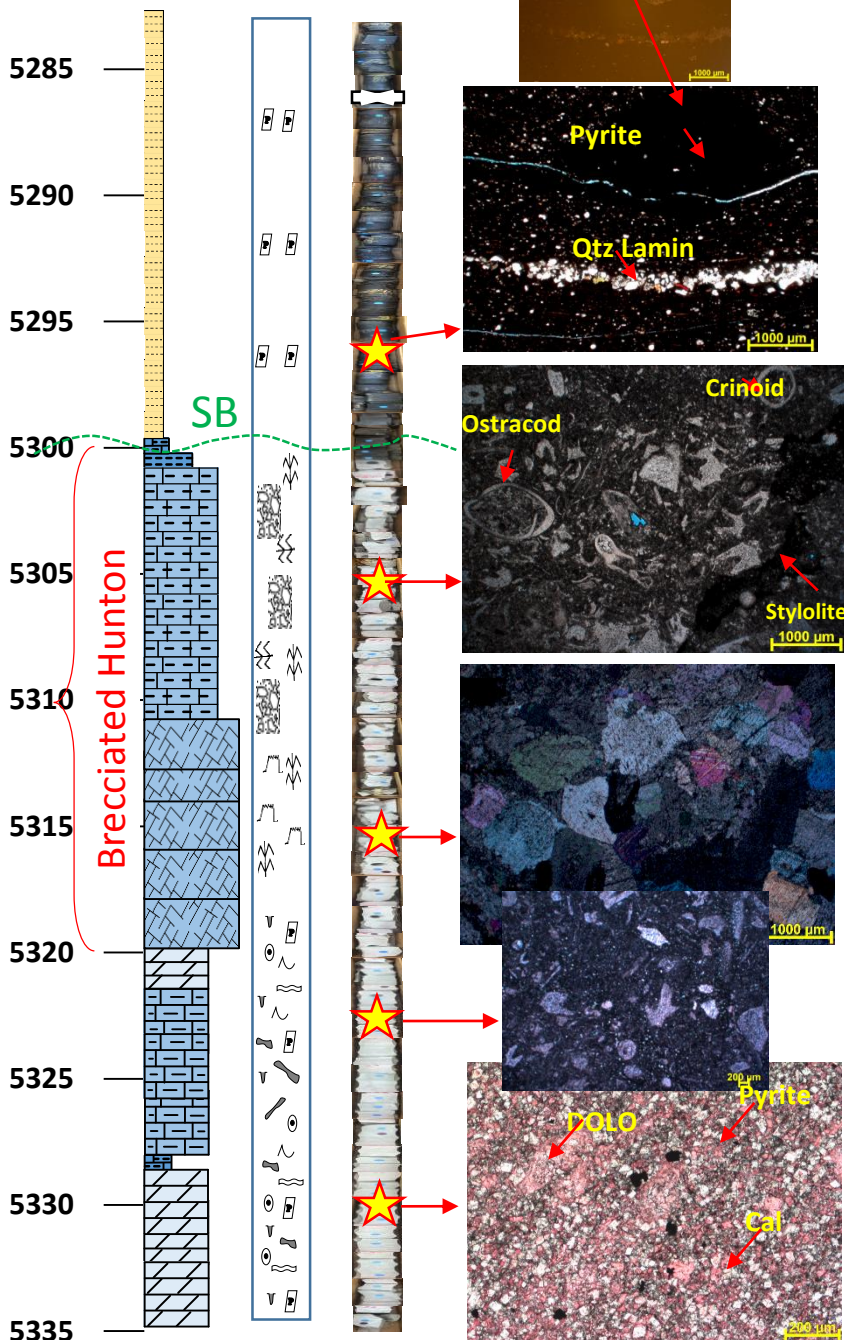 1000 µm
5285
Pyrite
5290
Qtz Lamin
5295
1000 µm
SB
Crinoid
Ostracod
5300
5305
Stylolite
1000 µm
Brecciated Hunton
5310
5315
1000 µm
5320
200 µm
5325
Pyrite
DOLO
5330
Cal
200 µm
5335